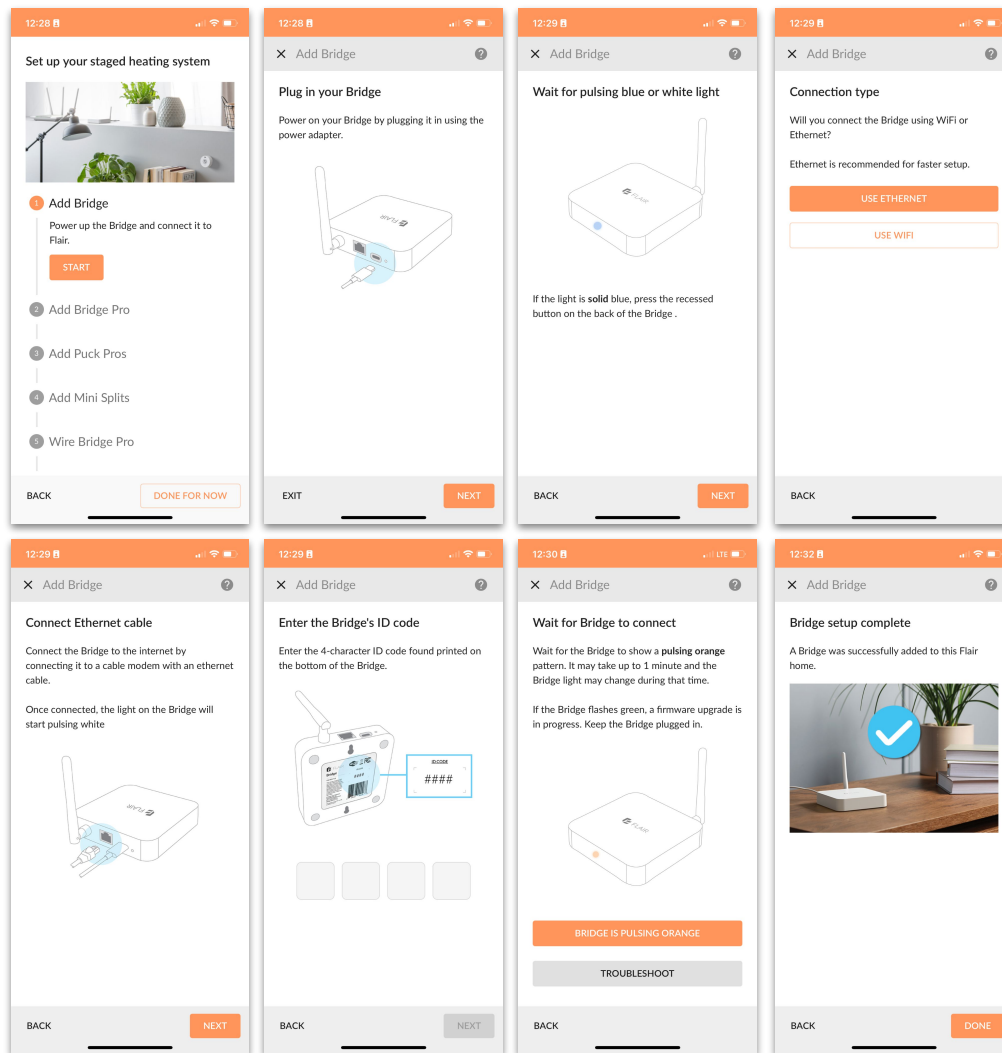 12:28
Set up your staged heating system
1 Add Bridge
Power up the Bridge and connect it to
Flair.
START
2 Add Bridge Pro
3 Add Puck Pros
4 Add Mini Splits
5 Wire Bridge Pro
BACK
DONE FOR NOW
12:28
Add Bridge
Plug in your Bridge
Power on your Bridge by plugging it in using the
power adapter.
FLAIR
EXIT
NEXT
12:29
Add Bridge
Wait for pulsing blue or white light
FLAIR
If the light is solid blue, press the recessed
button on the back of the Bridge .
BACK
NEXT
12:29
Add Bridge
Connection type
Will you connect the Bridge using WiFi or
Ethernet?
Ethernet is recommended for faster setup.
USE ETHERNET
USE WIFI
BACK
12:29
Add Bridge
Connect Ethernet cable
Connect the Bridge to the internet by
connecting it to a cable modem with an ethernet
cable.
Once connected, the light on the Bridge will
start pulsing white
FLAIR
BACK
NEXT
12:29
Add Bridge
Enter the Bridge's ID code
Enter the 4-character ID code found printed on
the bottom of the Bridge.
Bridge
####
ID CODE
####
BACK
NEXT
12:30
LTE
Add Bridge
Wait for Bridge to connect
Wait for the Bridge to show a pulsing orange
pattern. It may take up to 1 minute and the
Bridge light may change during that time.
If the Bridge flashes green, a firmware upgrade is
in progress. Keep the Bridge plugged in.
FLAIR
BRIDGE IS PULSING ORANGE
TROUBLESHOOT
BACK
12:32
Add Bridge
Bridge setup complete
A Bridge was successfully added to this Flair
home.
BACK
DONE